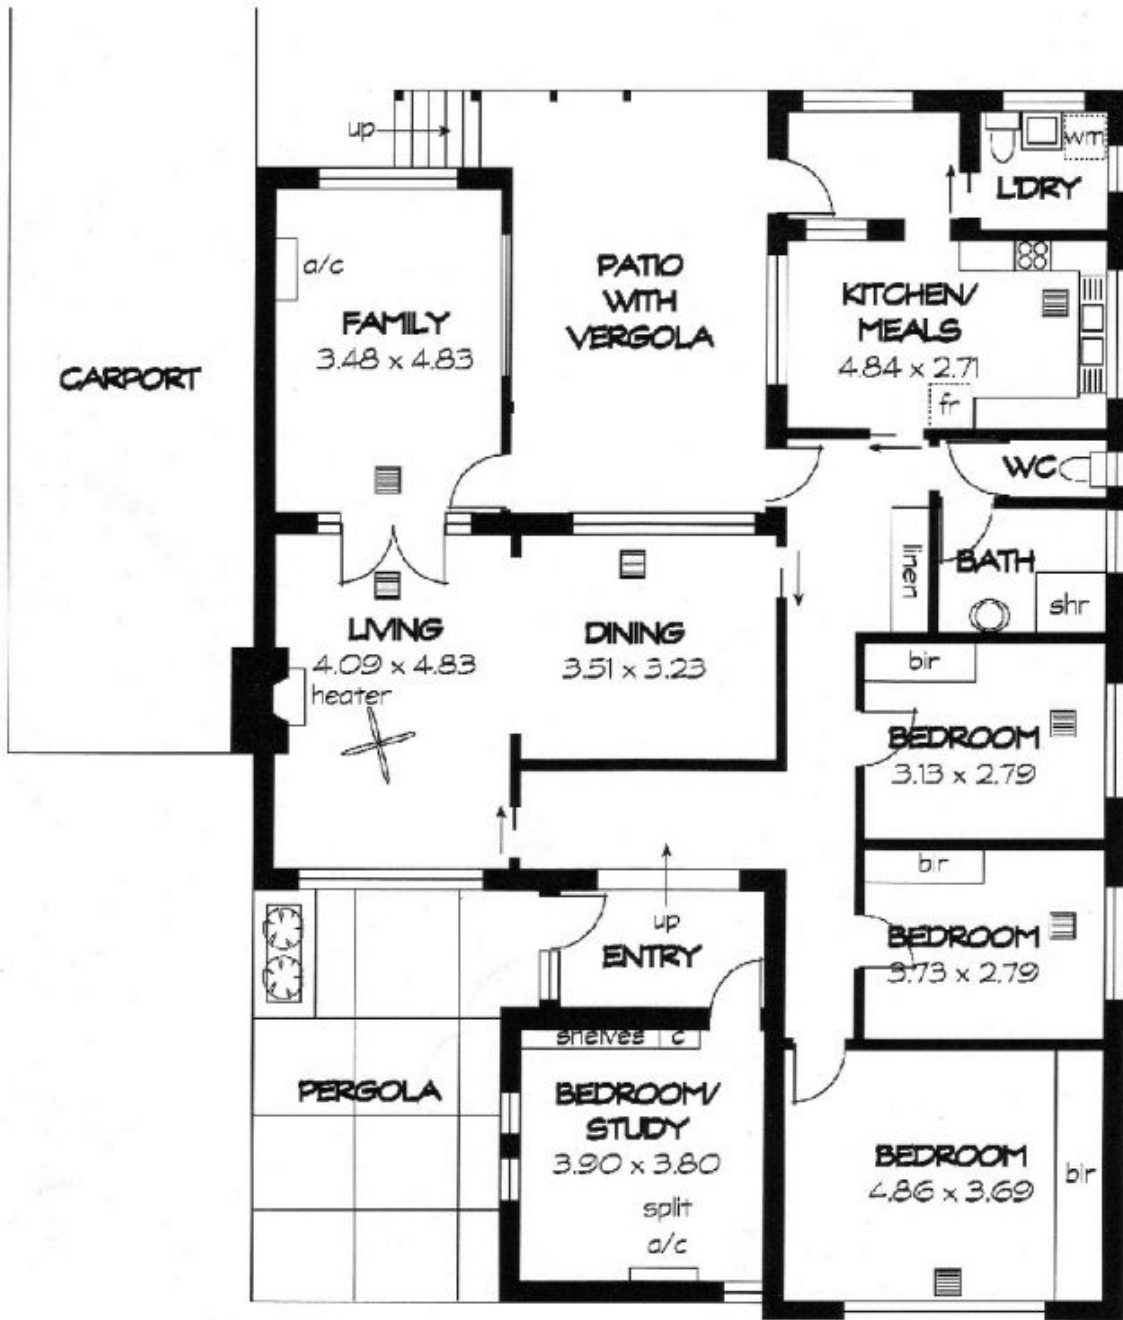 up
wm
L'DRY
a/c
PATIO
WITH
VERGOLA
KITCHEN/
MEALS
4.84 x 2.71
fr
FAMILY
3.48 x 4.83
CARPORT
WC
linen
BATH
shr
LIVING
4.09 x 4.83
heater
DINING
3.51 x 3.23
bir
BEDROOM
3.13 x 2.79
bir
BEDROOM
3.73 x 2.79
up
ENTRY
shelves c
PERGOLA
BEDROOM/
STUDY
3.90 x 3.80
split
a/c
BEDROOM
4.86 x 3.69
bir